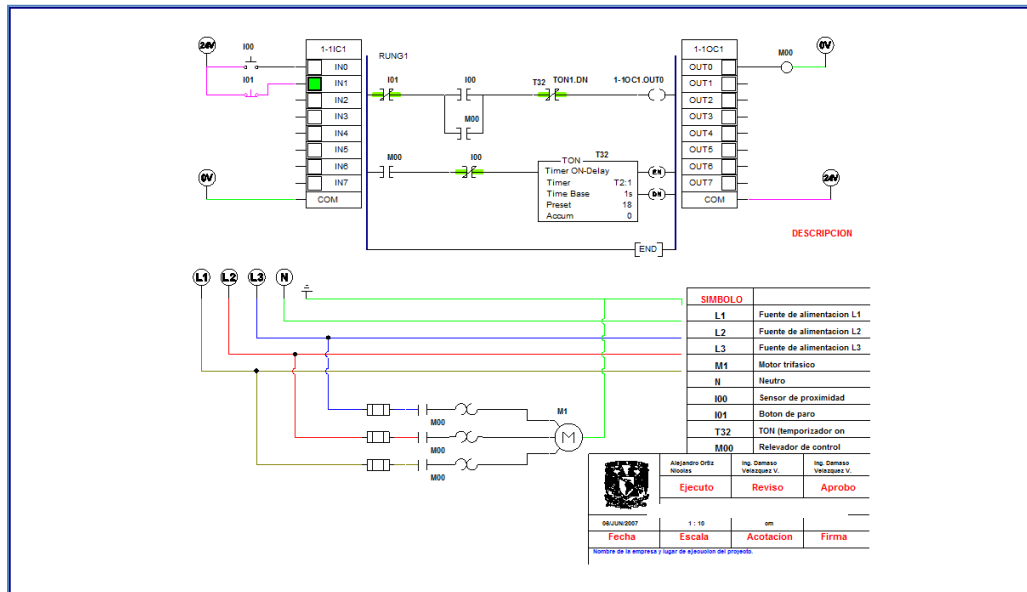 24V
I00
I01
0V
1-1IC1
IN0
IN1
IN2
IN3
IN4
IN5
IN6
IN7
COM
RUNG1
I01
I00
M00
T32 TON1.DN
1-1OC1.OUT0
M00
I00
T32
TON
Timer ON-Delay
Timer T2:1
Time Base 1s
Preset 18
Accum 0
EN
DN
END
1-1OC1
OUT0
OUT1
OUT2
OUT3
OUT4
OUT5
OUT6
OUT7
COM
M00
0V
24V
DESCRIPCION
L1 L2 L3 N
M1
M
M00
M00
M00
SIMBOLO
L1 Fuente de alimentacion L1
L2 Fuente de alimentacion L2
L3 Fuente de alimentacion L3
M1 Motor trifasico
N Neutro
I00 Sensor de proximidad
I01 Boton de paro
T32 TON (temporizador on
M00 Relevador de control
Alejandro Ortiz Nicolas
Ing. Damaso Velazquez V.
Ing. Damaso Velazquez V.
Ejecuto Reviso Aprobo
08/JUN/2007 1 : 10 cm
Fecha Escala Acotacion Firma
Nombre de la empresa y lugar de ejecucion del proyecto.